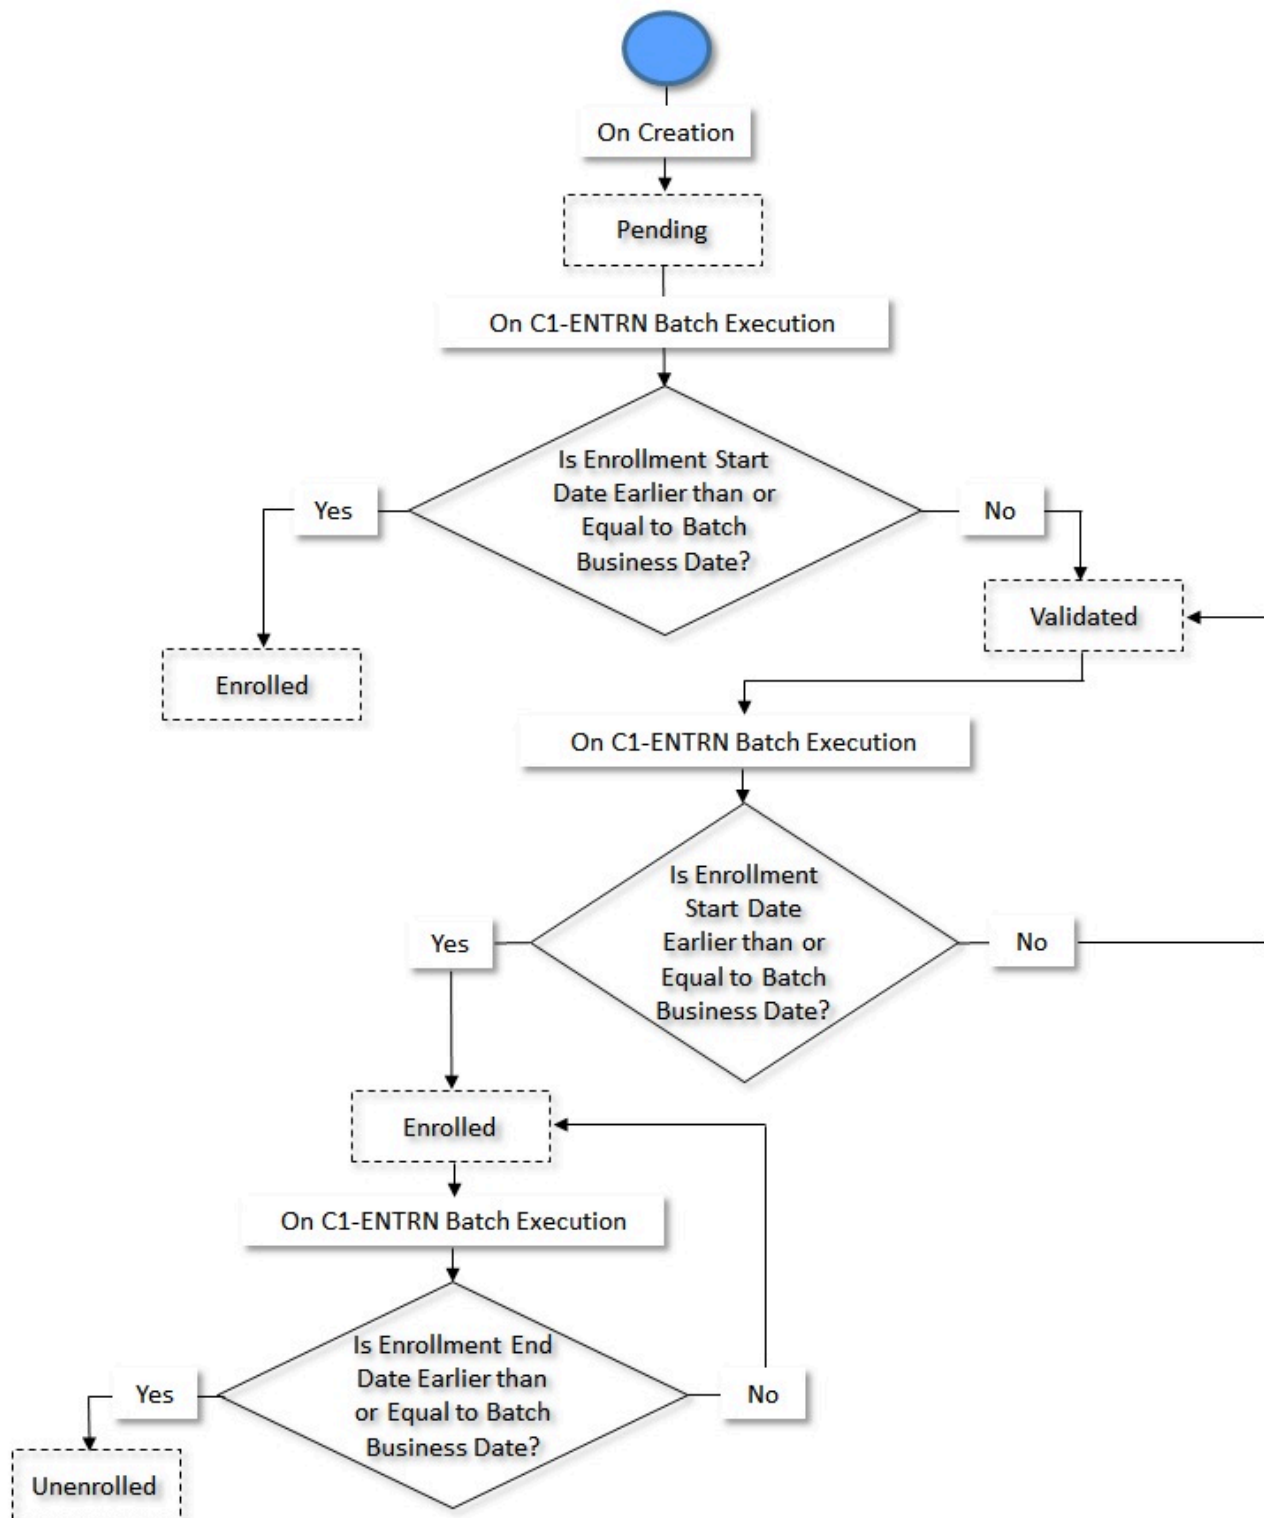 On Creation
Pending
On C1-ENTRN Batch Execution
Is Enrollment Start
Date Earlier than or
Equal to Batch
Business Date?
Yes
No
Validated
Enrolled
On C1-ENTRN Batch Execution
Is Enrollment
Start Date
Earlier than or
Equal to Batch
Business Date?
Yes
No
Enrolled
On C1-ENTRN Batch Execution
Is Enrollment End
Date Earlier than
or Equal to Batch
Business Date?
Yes
No
Unenrolled